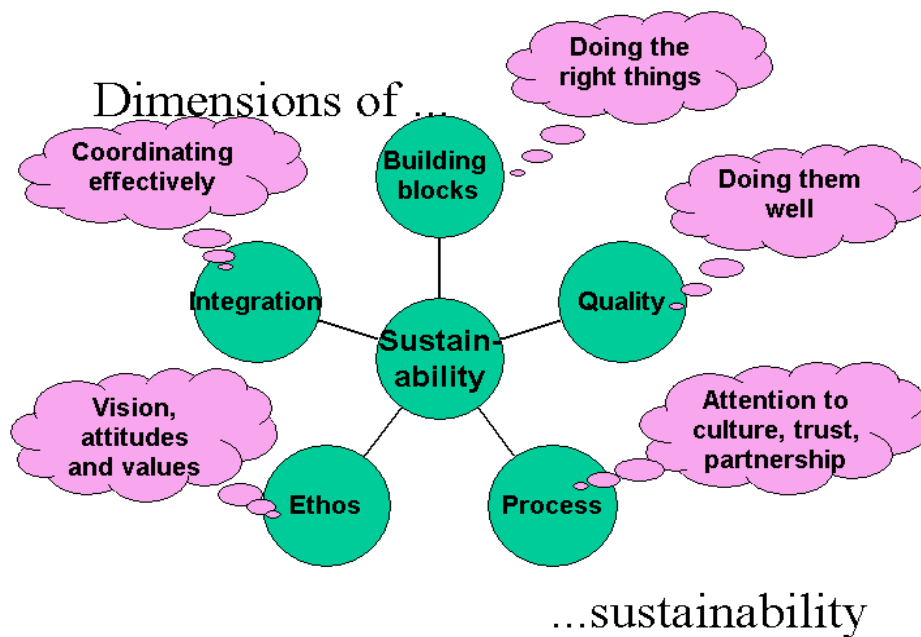 Dimensions of ...
Doing the
right things
Coordinating
effectively
Building
blocks
Doing them
well
Integration
Quality
Sustain-
ability
Vision,
attitudes
and values
Attention to
culture, trust,
partnership
Ethos
Process
...sustainability